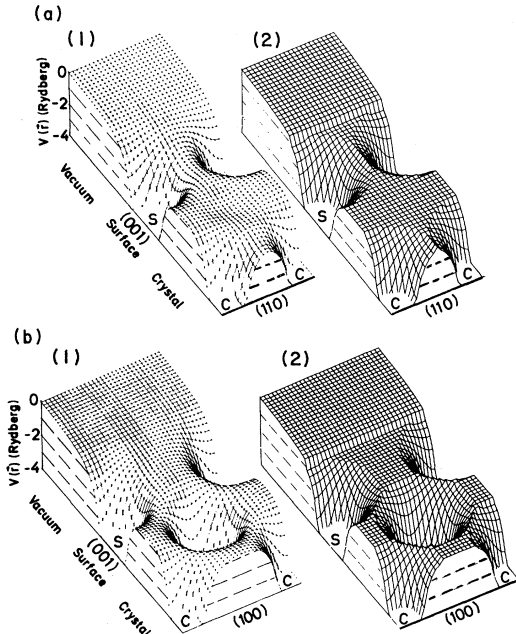 (a)
(1)
(2)
0
-2
-4
V(r̄) (Rydberg)
Vacuum
Surface
(001)
Crystal
S
C
C
(110)
S
C
C
(110)
(b)
(1)
(2)
0
-2
-4
V(r̄) (Rydberg)
Vacuum
Surface
(001)
Crystal
S
C
C
(100)
S
C
C
(100)